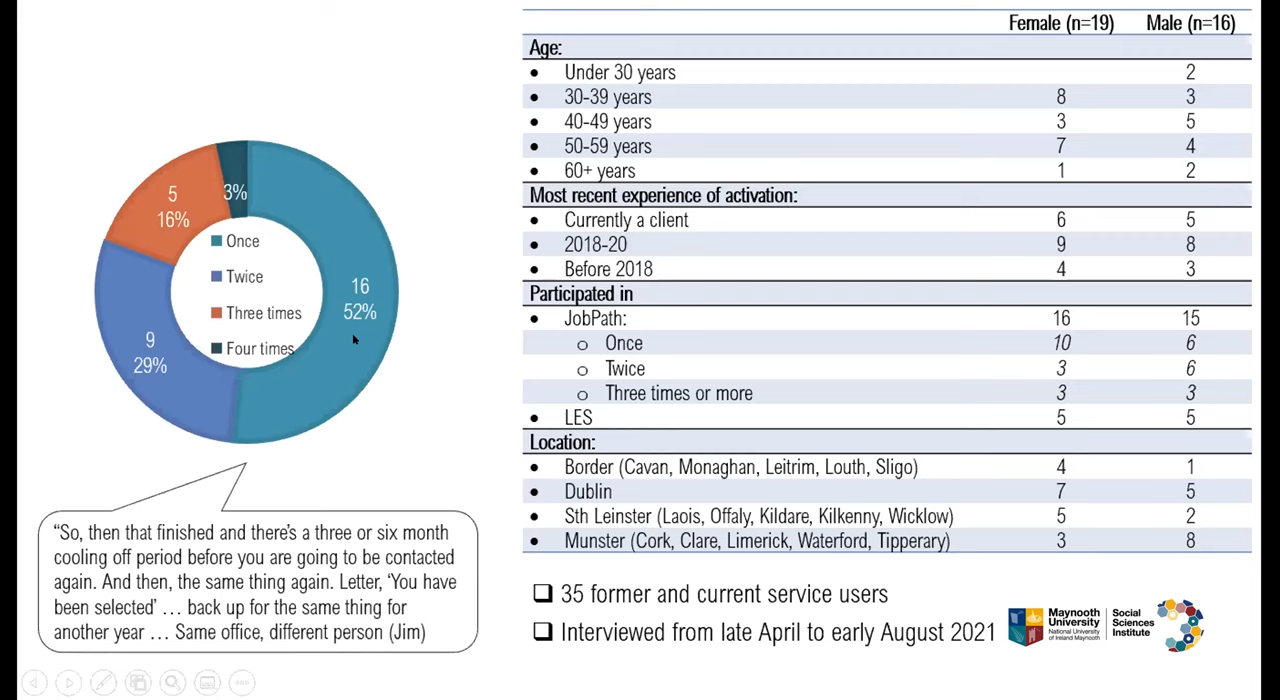 5
16%
3%
16
52%
9
29%
Once
Twice
Three times
Four times
“So, then that finished and there’s a three or six month
cooling off period before you are going to be contacted
again. And then, the same thing again. Letter, ‘You have
been selected’ … back up for the same thing for
another year … Same office, different person (Jim)
Female (n=19) Male (n=16)
Age:
• Under 30 years 2
• 30-39 years 8 3
• 40-49 years 3 5
• 50-59 years 7 4
• 60+ years 1 2
Most recent experience of activation:
• Currently a client 6 5
• 2018-20 9 8
• Before 2018 4 3
Participated in
• JobPath: 16 15
o Once 10 6
o Twice 3 6
o Three times or more 3 3
• LES 5 5
Location:
• Border (Cavan, Monaghan, Leitrim, Louth, Sligo) 4 1
• Dublin 7 5
• Sth Leinster (Laois, Offaly, Kildare, Kilkenny, Wicklow) 5 2
• Munster (Cork, Clare, Limerick, Waterford, Tipperary) 3 8
❑ 35 former and current service users
❑ Interviewed from late April to early August 2021
Maynooth
University
National University
of Ireland Maynooth
Social
Sciences
Institute